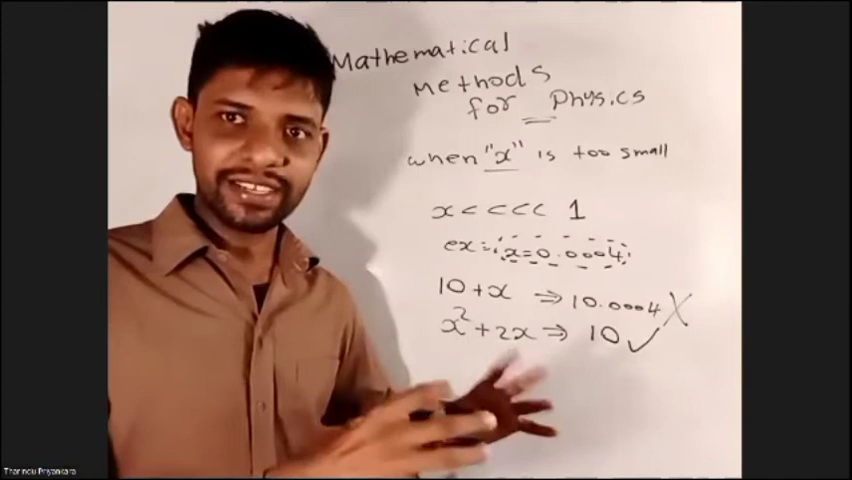 Mathematical
Methods
for Physics
when "x" is too small
x < < < < 1
ex = x=0.0004
10 + x ⇒ 10.0004 X
x² + 2x ⇒ 10 ✓
Tharindu Priyankara